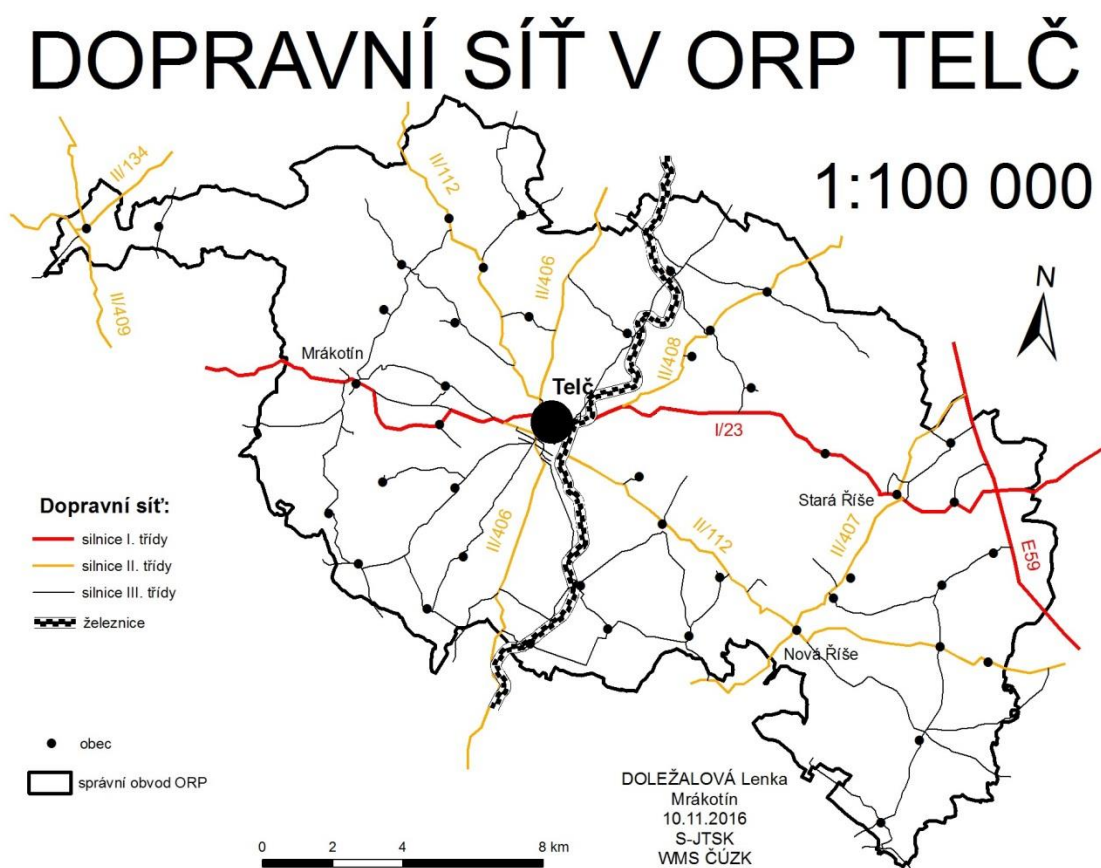 DOPRAVNÍ SÍŤ V ORP TELČ
1:100 000
II/134
II/112
II/406
II/409
N
Mrákotín
II/408
Telč
I/23
Stará Říše
Dopravní síť:
silnice I. třídy
silnice II. třídy
silnice III. třídy
železnice
II/406
II/112
II/407
E59
Nová Říše
obec
správní obvod ORP
DOLEŽALOVÁ Lenka
Mrákotín
10.11.2016
S-JTSK
WMS ČÚZK
0 2 4 8 km